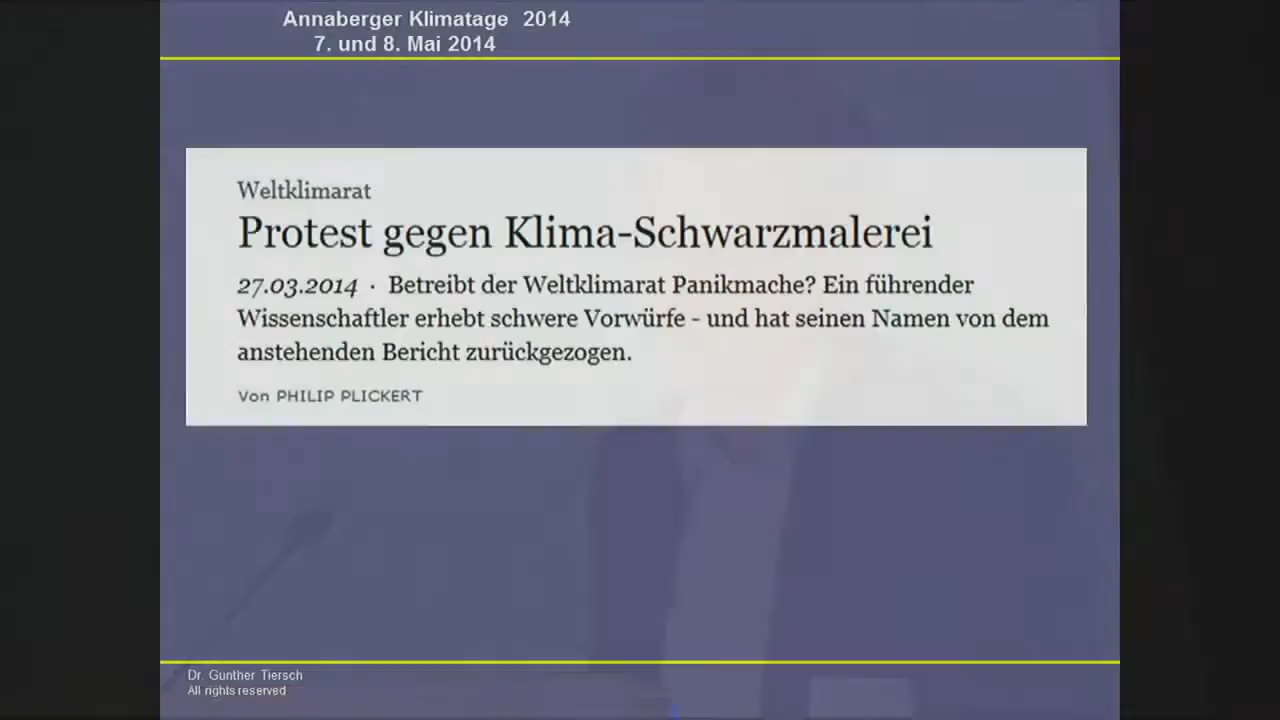 Annaberger Klimatage 2014
7. und 8. Mai 2014
Weltklimarat
Protest gegen Klima-Schwarzmalerei
27.03.2014 · Betreibt der Weltklimarat Panikmache? Ein führender
Wissenschaftler erhebt schwere Vorwürfe - und hat seinen Namen von dem
anstehenden Bericht zurückgezogen.
Von PHILIP PLICKERT
Dr. Gunther Tiersch
All rights reserved